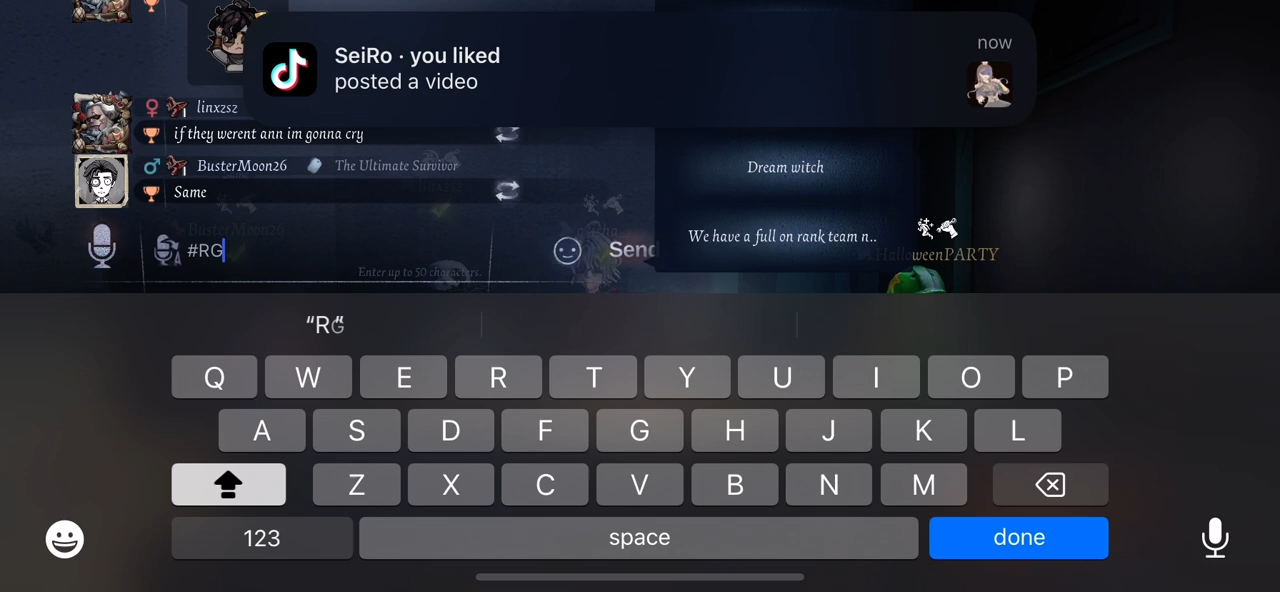 SeiRo · you liked
now
posted a video
linxzsz
if they werent ann im gonna cry
BusterMoon26
The Ultimate Survivor
Same
Dream witch
BusterMoon26
#RG
Send
We have a full on rank team n..
HalloweenPARTY
Enter up to 50 characters.
“RG“
Q W E R T Y U I O P
A S D F G H J K L
Z X C V B N M
123
space
done